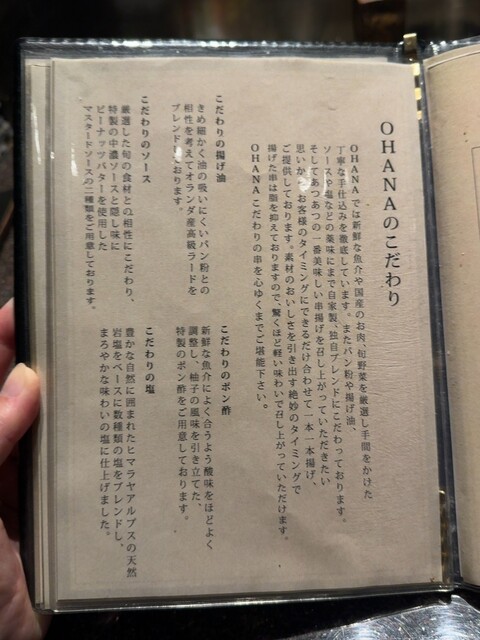 OHANAのこだわり
OHANAでは新鮮な魚介や国産のお肉、旬野菜を厳選し手間をかけた
丁寧な手仕込みを徹底しています。またパン粉や揚げ油、
ソースや塩などの薬味にまで自家製、独自ブレンドにこだわっております。
そしてあつあつの一番美味しい串揚げを召し上がっていただきたい
思いから、お客様のタイミングにできるだけ合わせて一本一本揚げ、
ご提供しております。素材のおいしさを引き出す絶妙のタイミングで
揚げた串は脂を抑えておりますので、驚くほど軽い味わいで召し上がっていただけます。
OHANAこだわりの串を心ゆくまでご堪能下さい。
こだわりの揚げ油
きめ細かく油の吸いにくいパン粉との
相性を考えてオランダ産高級ラードを
ブレンドしております。
こだわりのソース
厳選した旬の食材との相性にこだわり、
特製の中濃ソースと隠し味に
ピーナッツバターを使用した
マスタードソースの二種類をご用意しております。
こだわりのポン酢
新鮮な魚介によく合うよう酸味をほどよく
調整し、柚子の風味を引き立てた、
特製のポン酢をご用意しております。
こだわりの塩
豊かな自然に囲まれたヒマラヤアルプスの天然
岩塩をベースに数種類の塩をブレンドし、
まろやかな味わいの塩に仕上げました。